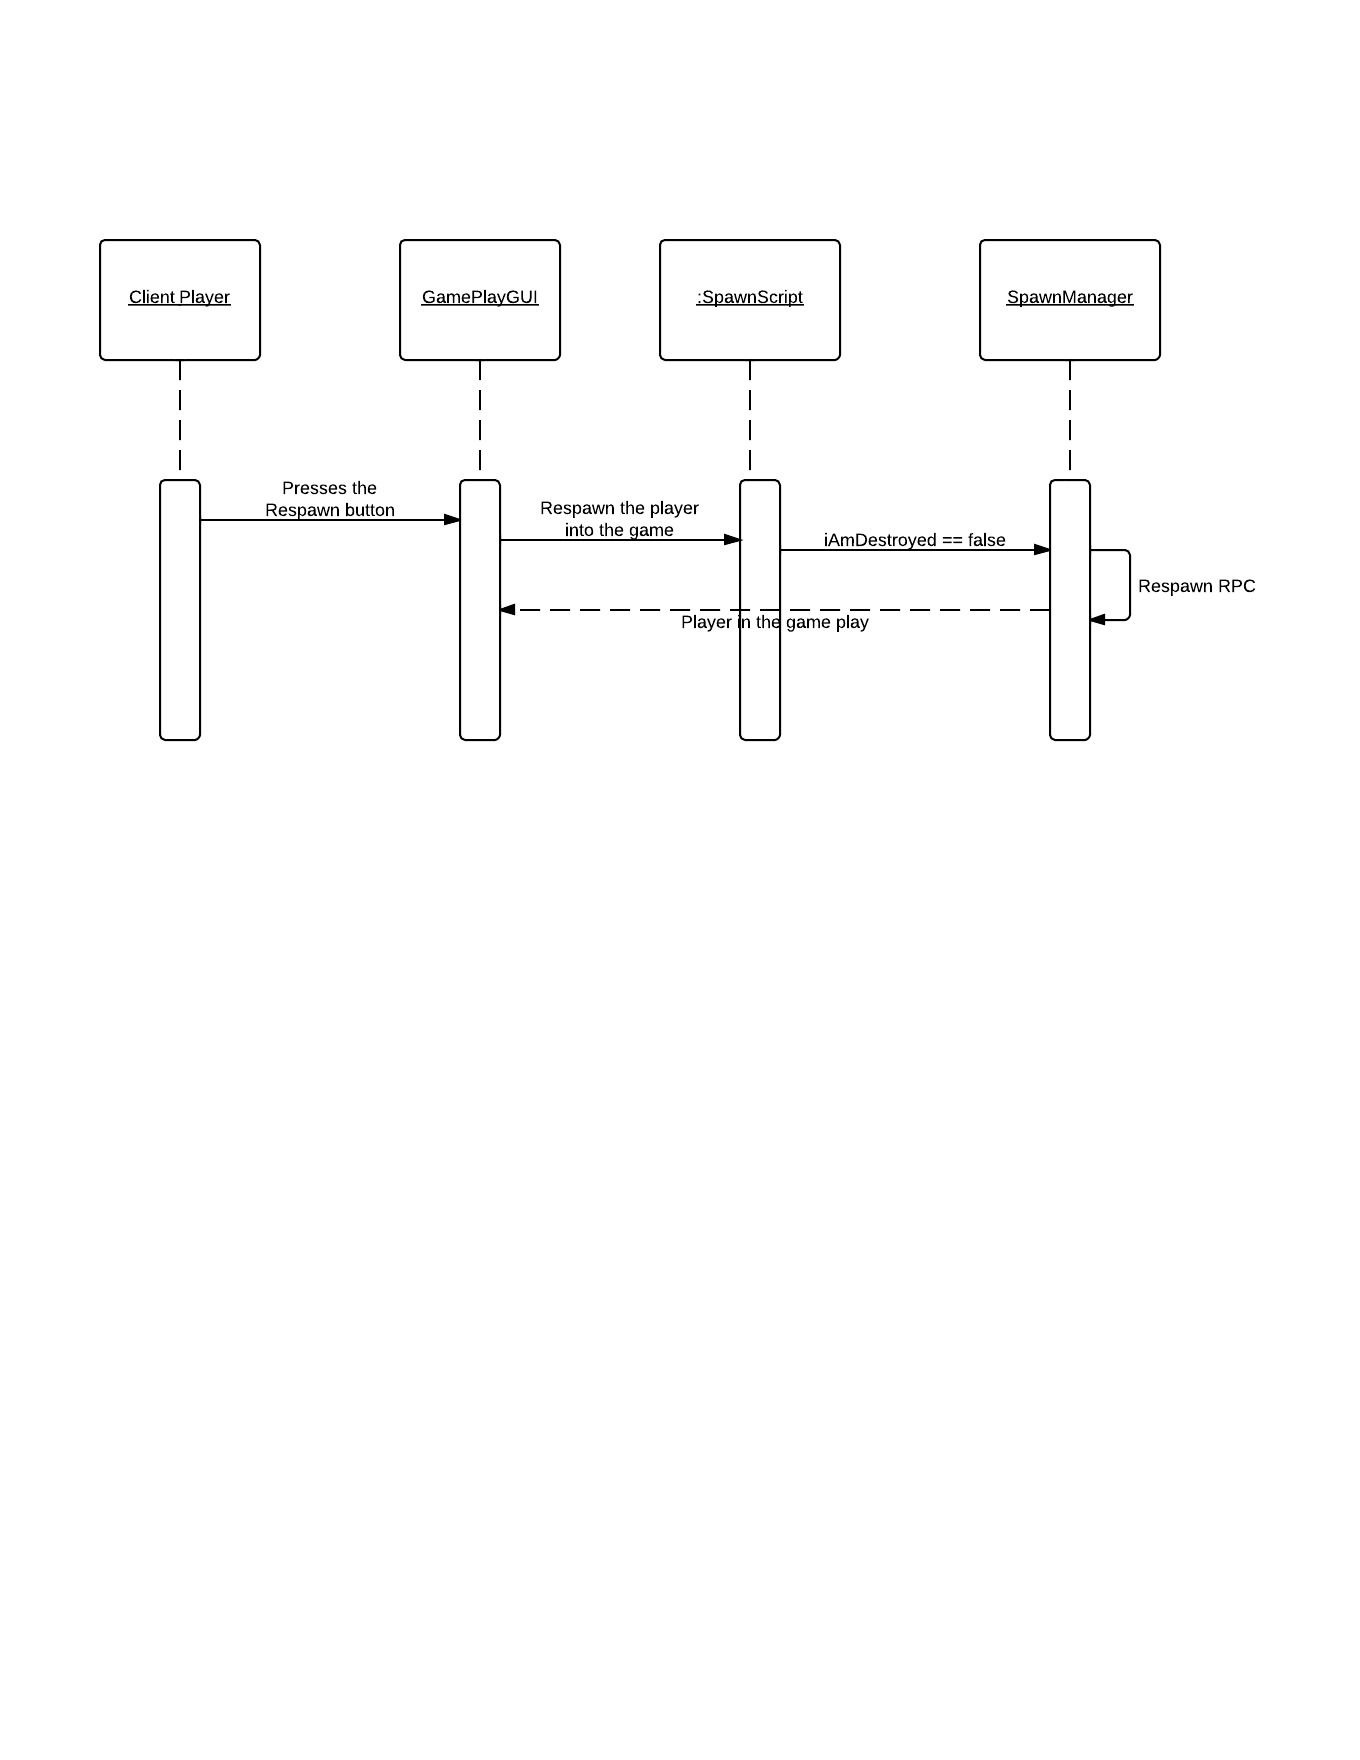 Client Player
GamePlayGUI
:SpawnScript
SpawnManager
Presses the
Respawn button
Respawn the player
into the game
iAmDestroyed == false
Respawn RPC
Player in the game play